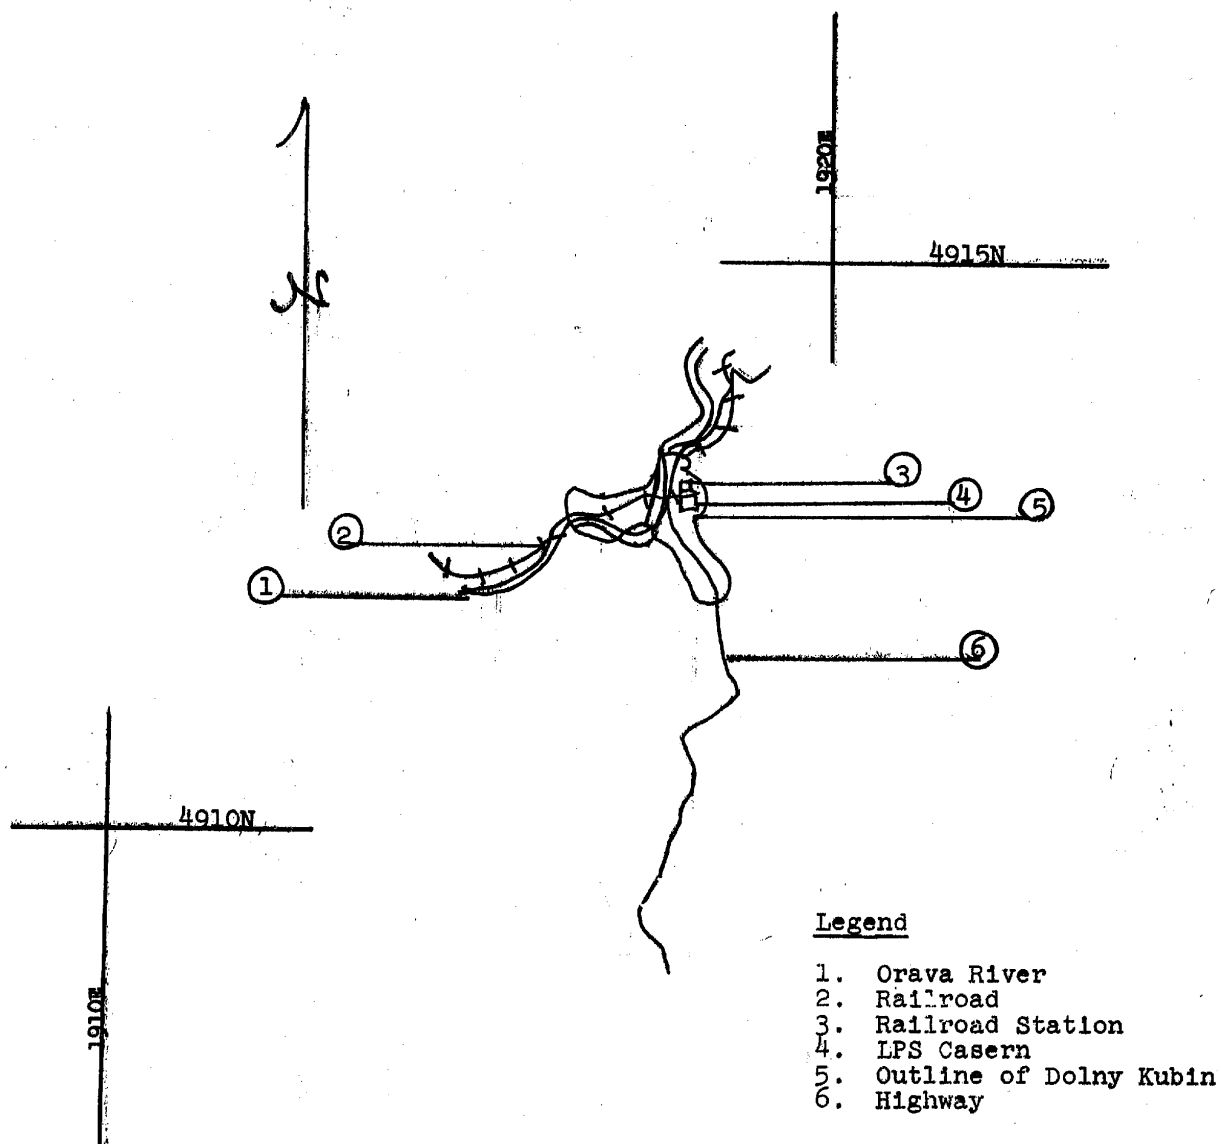 1920E
4915N
N
3
4
5
2
1
6
4910N
1910E
Legend
1. Orava River
2. Railroad
3. Railroad Station
4. LPS Casern
5. Outline of Dolny Kubin
6. Highway